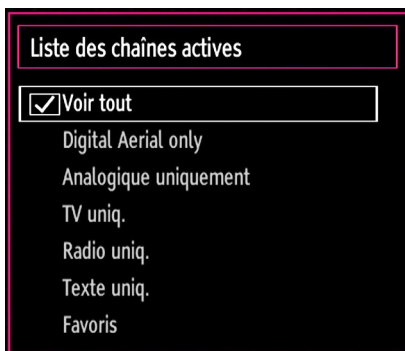 Liste des chaînes actives
Voir tout
Digital Aerial only
Analogique uniquement
TV uniq.
Radio uniq.
Texte uniq.
Favoris